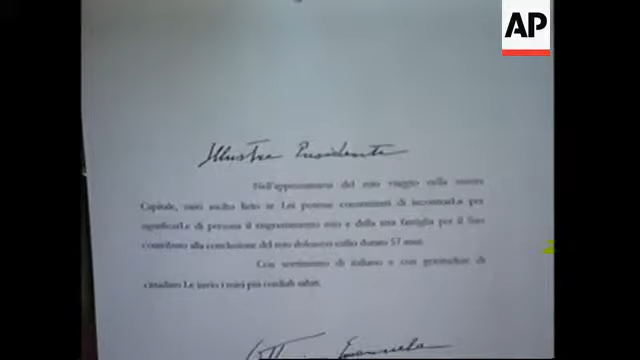 AP
Illustre Presidente
Nell'approssimarsi del mio viaggio nella nostra
Capitale, sarei molto lieto se Lei potesse consentirmi di incontrarLa per
significarLe di persona il ringraziamento mio e della mia famiglia per il Suo
contributo alla conclusione del mio doloroso esilio durato 57 anni.
Con sentimento di italiano e con gratitudine di
cittadino Le invio i miei più cordiali saluti.
Emanuele